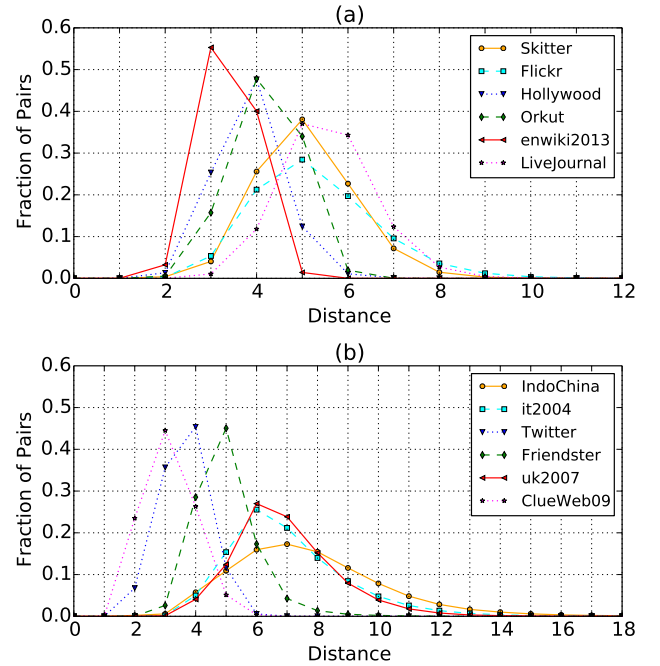 (a)
0.6
0.5
0.4
0.3
0.2
0.1
0.0
Fraction of Pairs
Skitter
Flickr
Hollywood
Orkut
enwiki2013
LiveJournal
0 2 4 6 8 10 12
Distance
(b)
0.6
0.5
0.4
0.3
0.2
0.1
0.0
Fraction of Pairs
IndoChina
it2004
Twitter
Friendster
uk2007
ClueWeb09
0 2 4 6 8 10 12 14 16 18
Distance